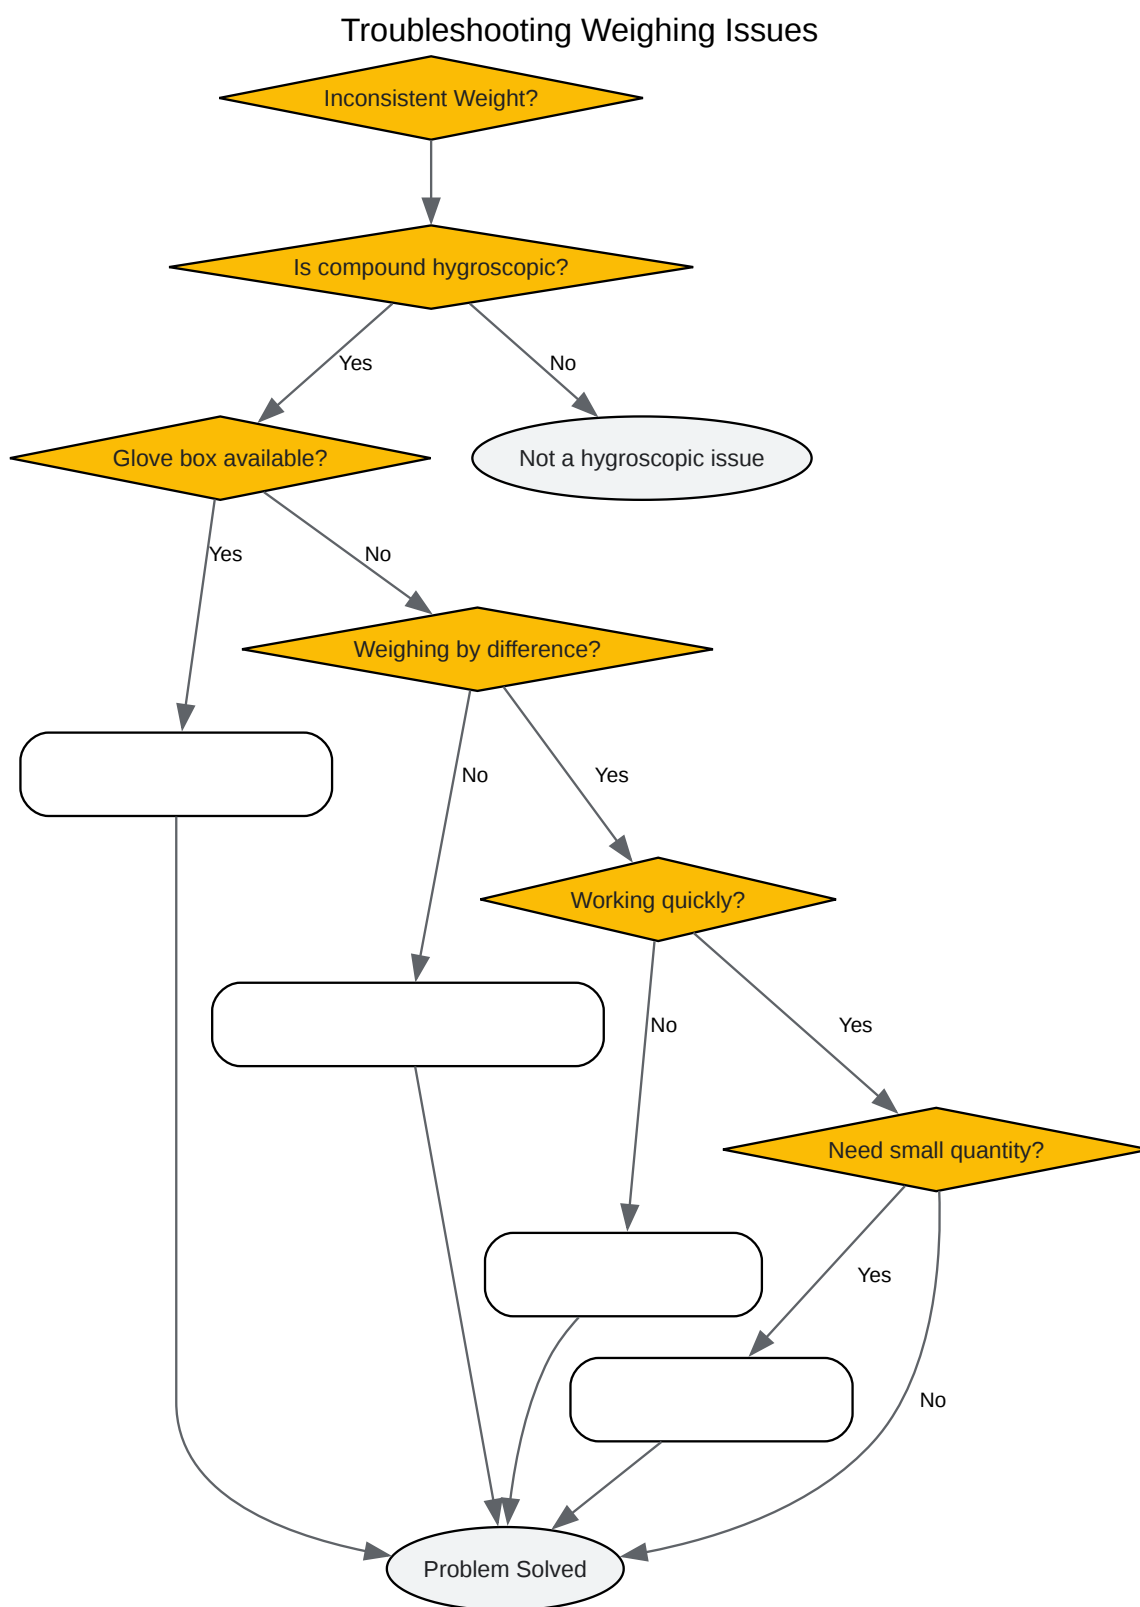 Troubleshooting Weighing Issues
Inconsistent Weight?
Is compound hygroscopic?
Yes
No
Glove box available?
Not a hygroscopic issue
Yes
No
Weighing by difference?
No
Yes
Working quickly?
No
Yes
Need small quantity?
Yes
No
Problem Solved